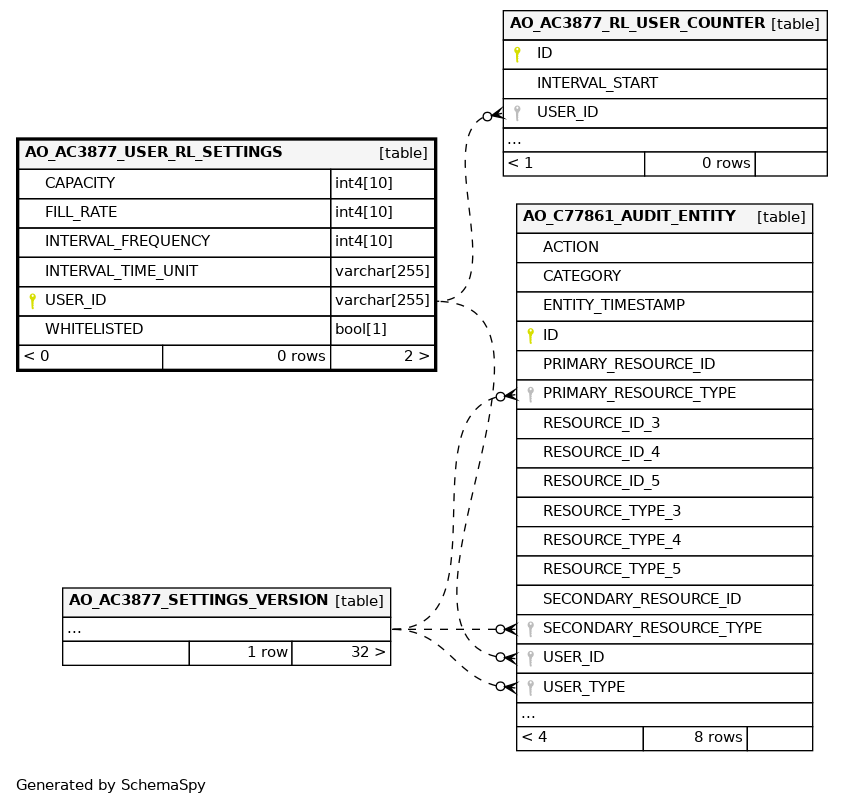 AO_AC3877_RL_USER_COUNTER [table]
ID
INTERVAL_START
USER_ID
...
< 1 0 rows
AO_AC3877_USER_RL_SETTINGS [table]
CAPACITY int4[10]
FILL_RATE int4[10]
INTERVAL_FREQUENCY int4[10]
INTERVAL_TIME_UNIT varchar[255]
USER_ID varchar[255]
WHITELISTED bool[1]
< 0 0 rows 2 >
AO_C77861_AUDIT_ENTITY [table]
ACTION
CATEGORY
ENTITY_TIMESTAMP
ID
PRIMARY_RESOURCE_ID
PRIMARY_RESOURCE_TYPE
RESOURCE_ID_3
RESOURCE_ID_4
RESOURCE_ID_5
RESOURCE_TYPE_3
RESOURCE_TYPE_4
RESOURCE_TYPE_5
SECONDARY_RESOURCE_ID
SECONDARY_RESOURCE_TYPE
USER_ID
USER_TYPE
...
< 4 8 rows
AO_AC3877_SETTINGS_VERSION [table]
...
1 row 32 >
Generated by SchemaSpy